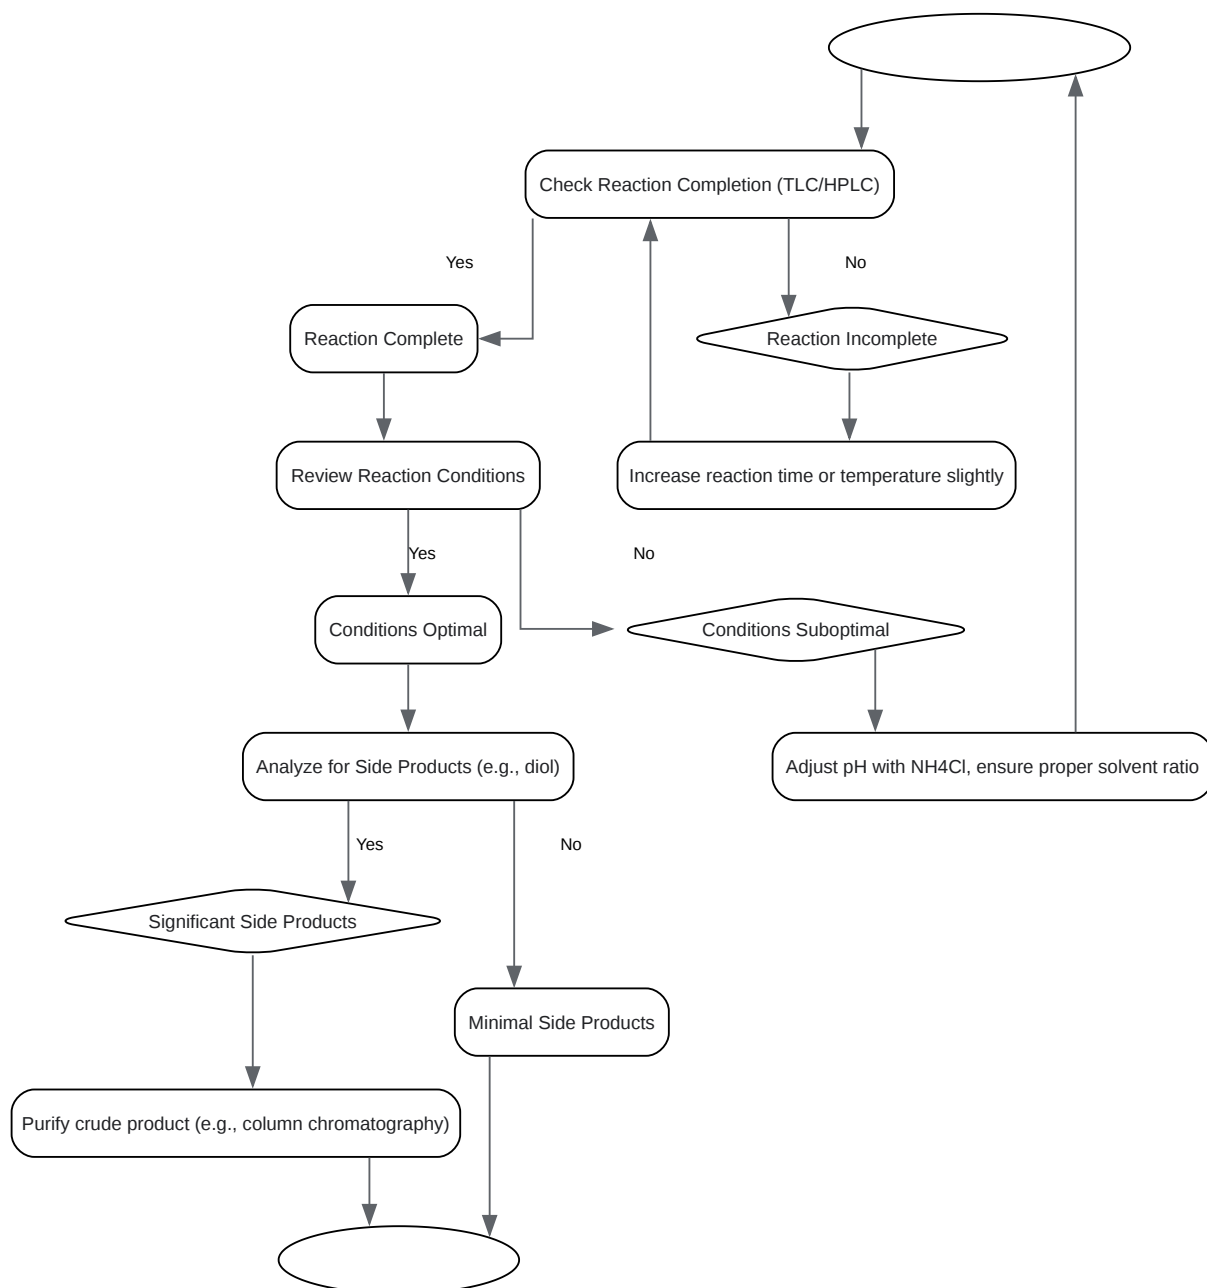 Check Reaction Completion (TLC/HPLC)
Yes
No
Reaction Complete
Reaction Incomplete
Review Reaction Conditions
Increase reaction time or temperature slightly
Yes
No
Conditions Optimal
Conditions Suboptimal
Analyze for Side Products (e.g., diol)
Adjust pH with NH4Cl, ensure proper solvent ratio
Yes
No
Significant Side Products
Minimal Side Products
Purify crude product (e.g., column chromatography)